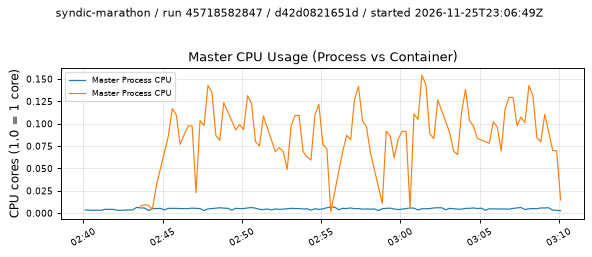 syndic-marathon / run 45718582847 / d42d0821651d / started 2026-11-25T23:06:49Z
Master CPU Usage (Process vs Container)
Master Process CPU
Master Process CPU
CPU cores (1.0 = 1 core)
0.150
0.125
0.100
0.075
0.050
0.025
0.000
02:40
02:45
02:50
02:55
03:00
03:05
03:10